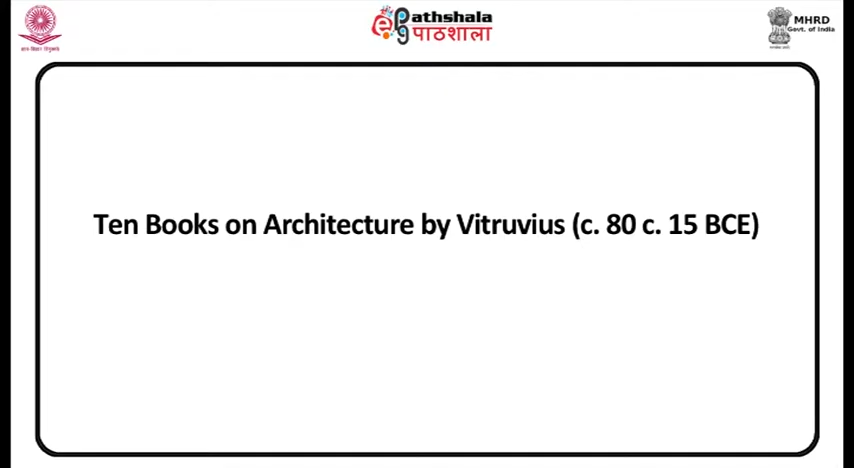 ePathshala
पाठशाला
MHRD
Govt. of India
Ten Books on Architecture by Vitruvius (c. 80 c. 15 BCE)